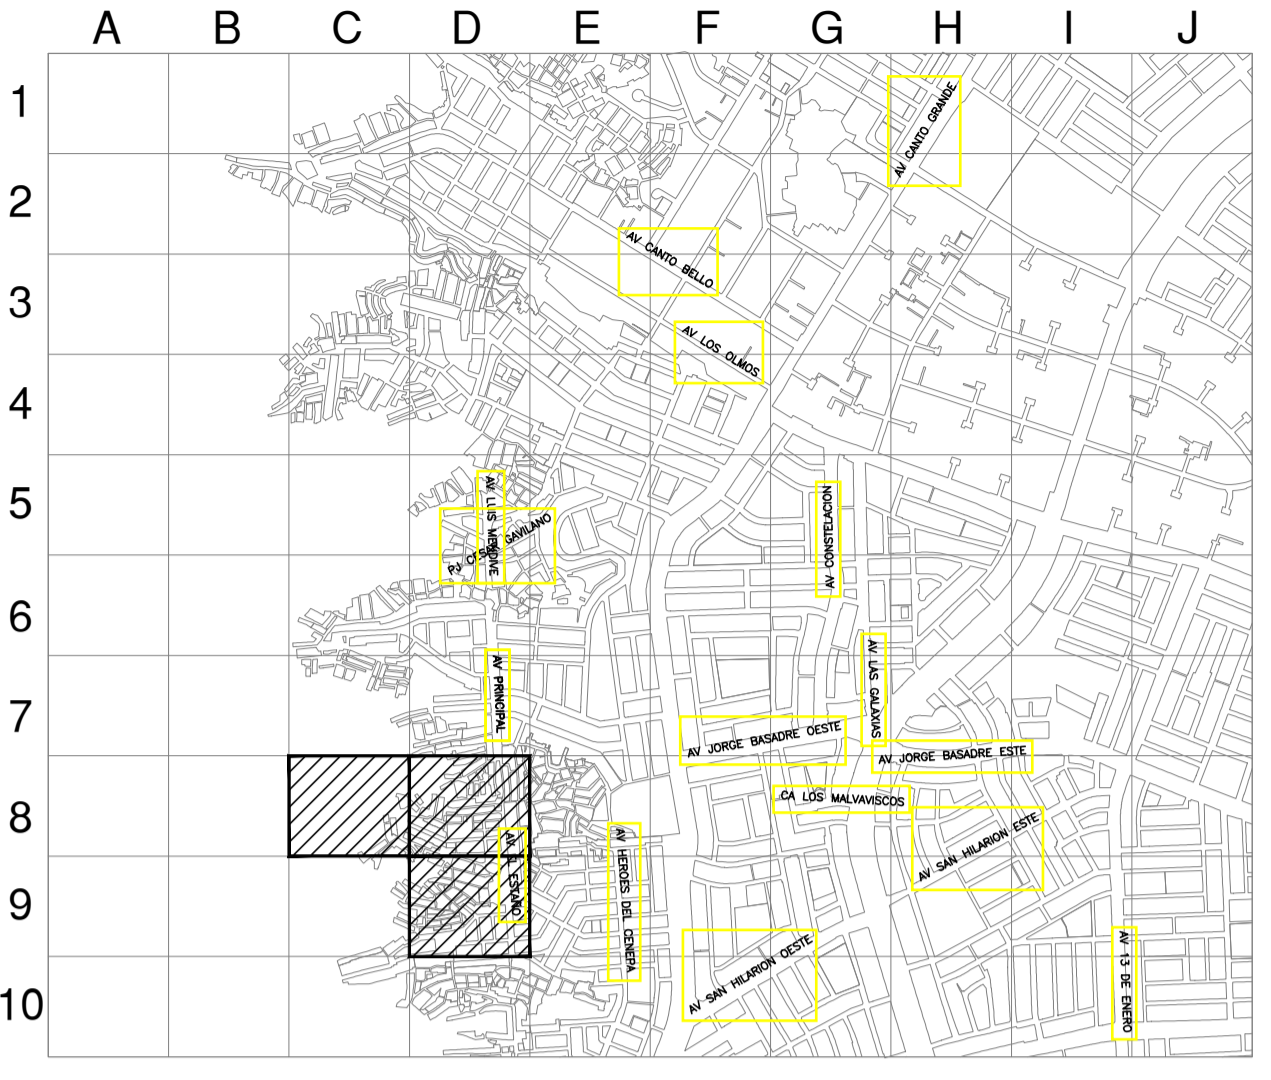 A B C D E F G H I J
1
AV CANTO GRANDE
2
AV CANTO BELLO
3
AV LOS OLMOS
4
5
AV LUIS MENDIVE
PJ CESAR GAVILANO
AV CONSTELACION
6
AV LAS GALAXIAS
AV PRINCIPAL
7
AV JORGE BASADRE OESTE
AV JORGE BASADRE ESTE
8
CA LOS MALVAVISCOS
AV SAN HILARION ESTE
AV EL ESTAÑO
AV HEROES DEL CENEPA
9
AV SAN HILARION OESTE
AV 13 DE ENERO
10